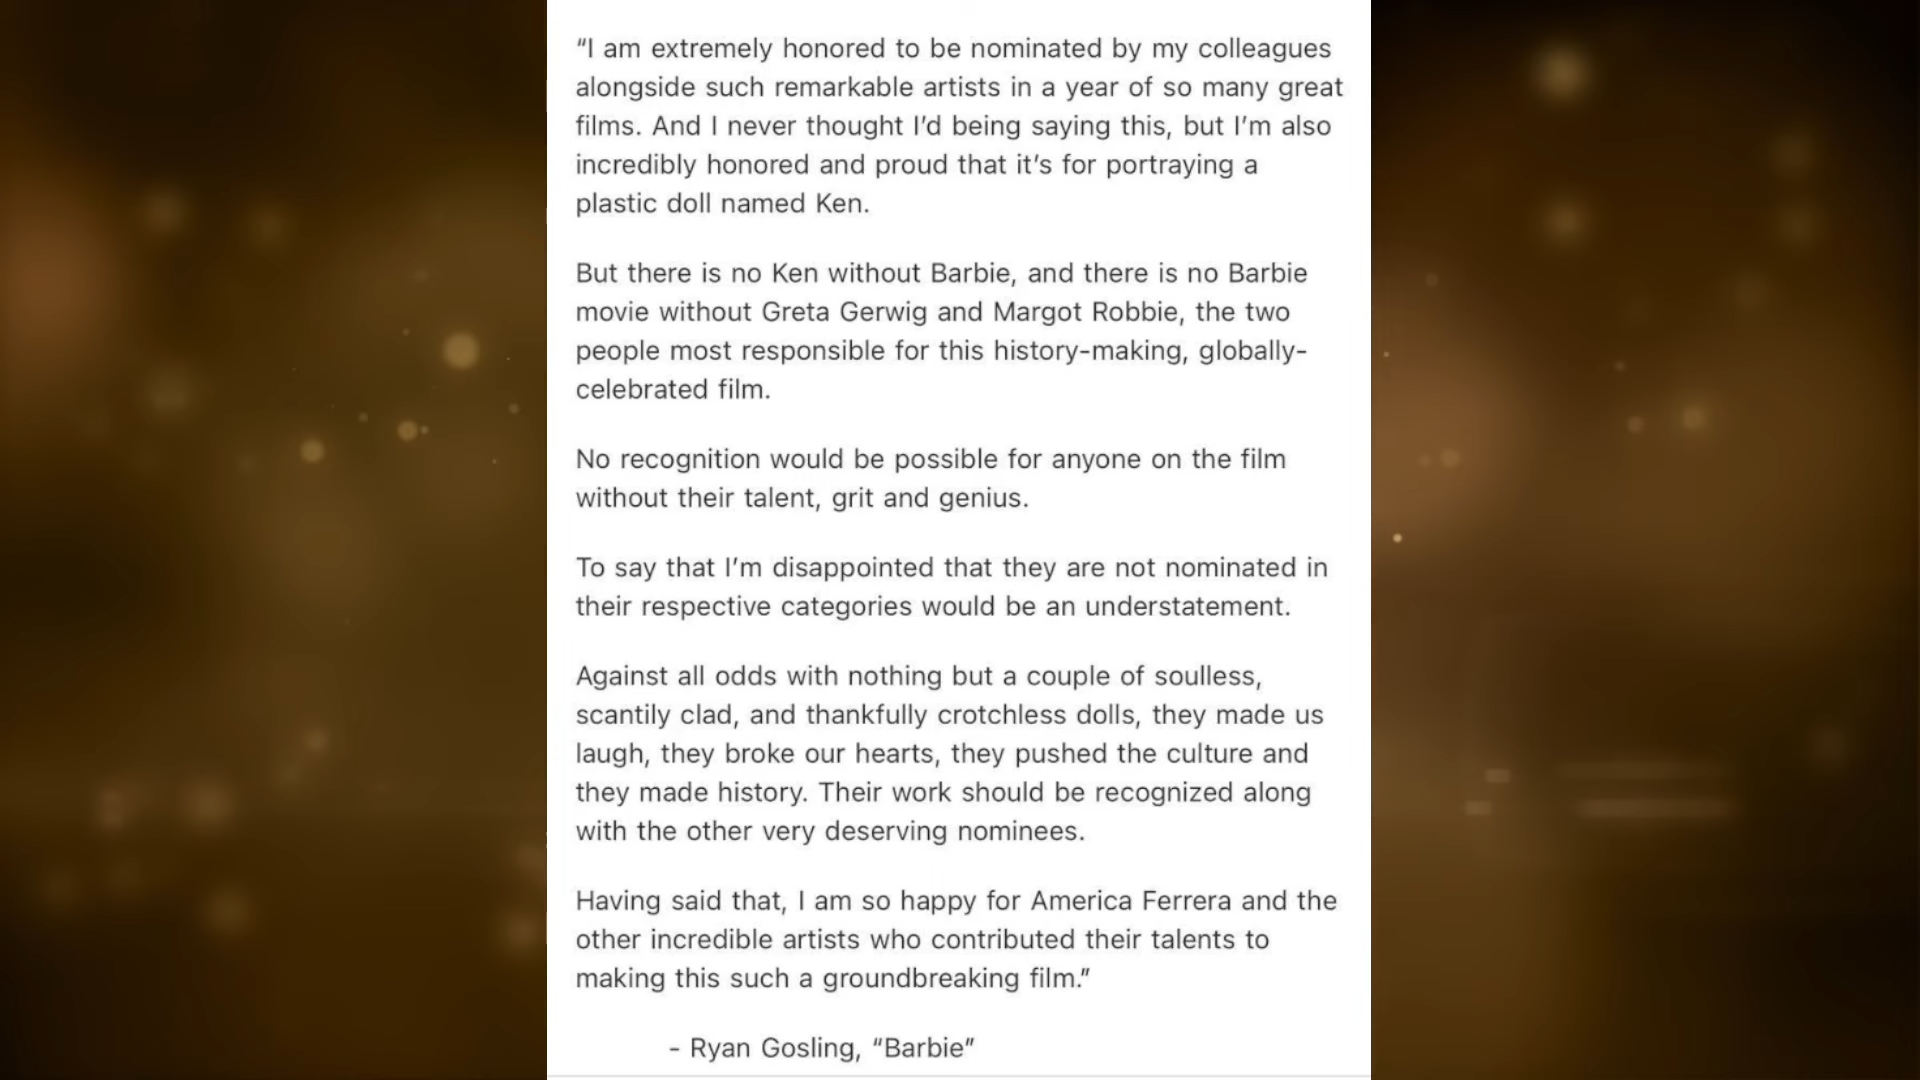 “I am extremely honored to be nominated by my colleagues
alongside such remarkable artists in a year of so many great
films. And I never thought I’d being saying this, but I’m also
incredibly honored and proud that it’s for portraying a
plastic doll named Ken.
But there is no Ken without Barbie, and there is no Barbie
movie without Greta Gerwig and Margot Robbie, the two
people most responsible for this history-making, globally-
celebrated film.
No recognition would be possible for anyone on the film
without their talent, grit and genius.
To say that I’m disappointed that they are not nominated in
their respective categories would be an understatement.
Against all odds with nothing but a couple of soulless,
scantily clad, and thankfully crotchless dolls, they made us
laugh, they broke our hearts, they pushed the culture and
they made history. Their work should be recognized along
with the other very deserving nominees.
Having said that, I am so happy for America Ferrera and the
other incredible artists who contributed their talents to
making this such a groundbreaking film.”
- Ryan Gosling, “Barbie”